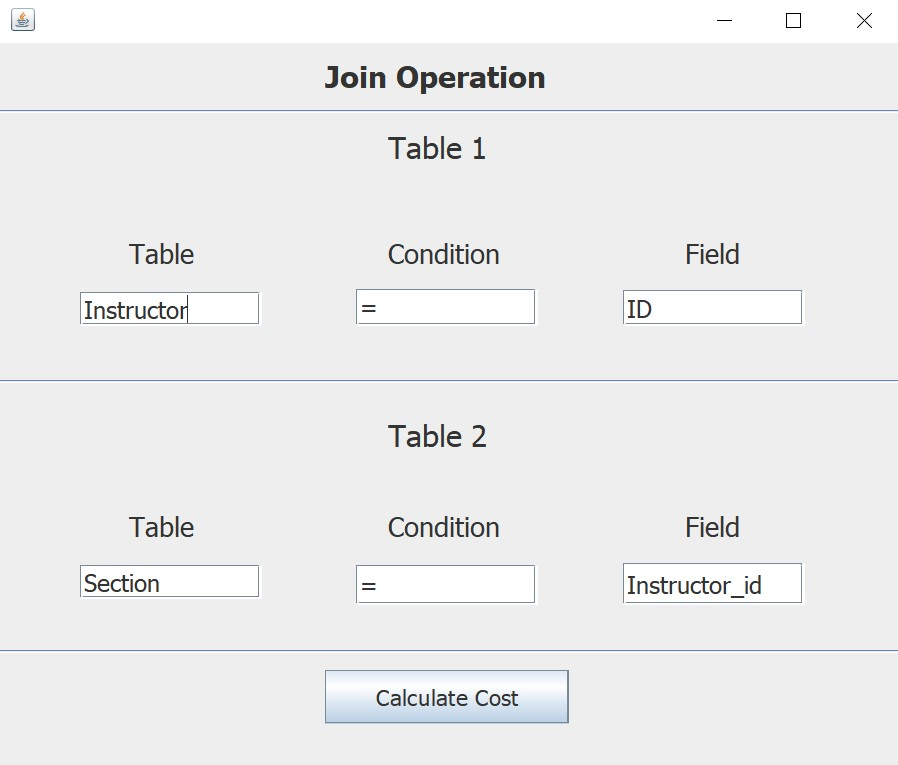 Join Operation
Table 1
Table Condition Field
Instructor = ID
Table 2
Table Condition Field
Section = Instructor_id
Calculate Cost